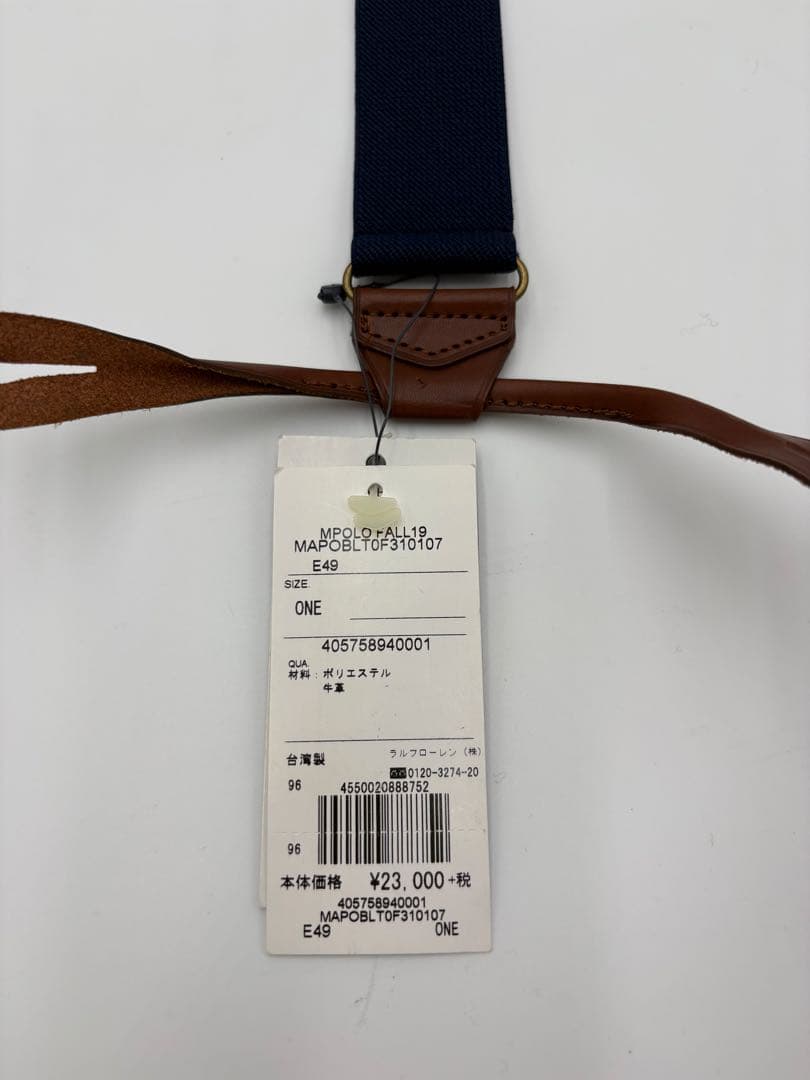 MPOLO FALL19
MAPOBLT0F310107
E49
SIZE.
ONE
405758940001
QUA.
材料 : ポリエステル
牛革
台湾製
ラルフローレン (株)
0120-3274-20
96
4550020888752
96
本体価格 ¥23,000 +税
405758940001
MAPOBLT0F310107
E49 ONE